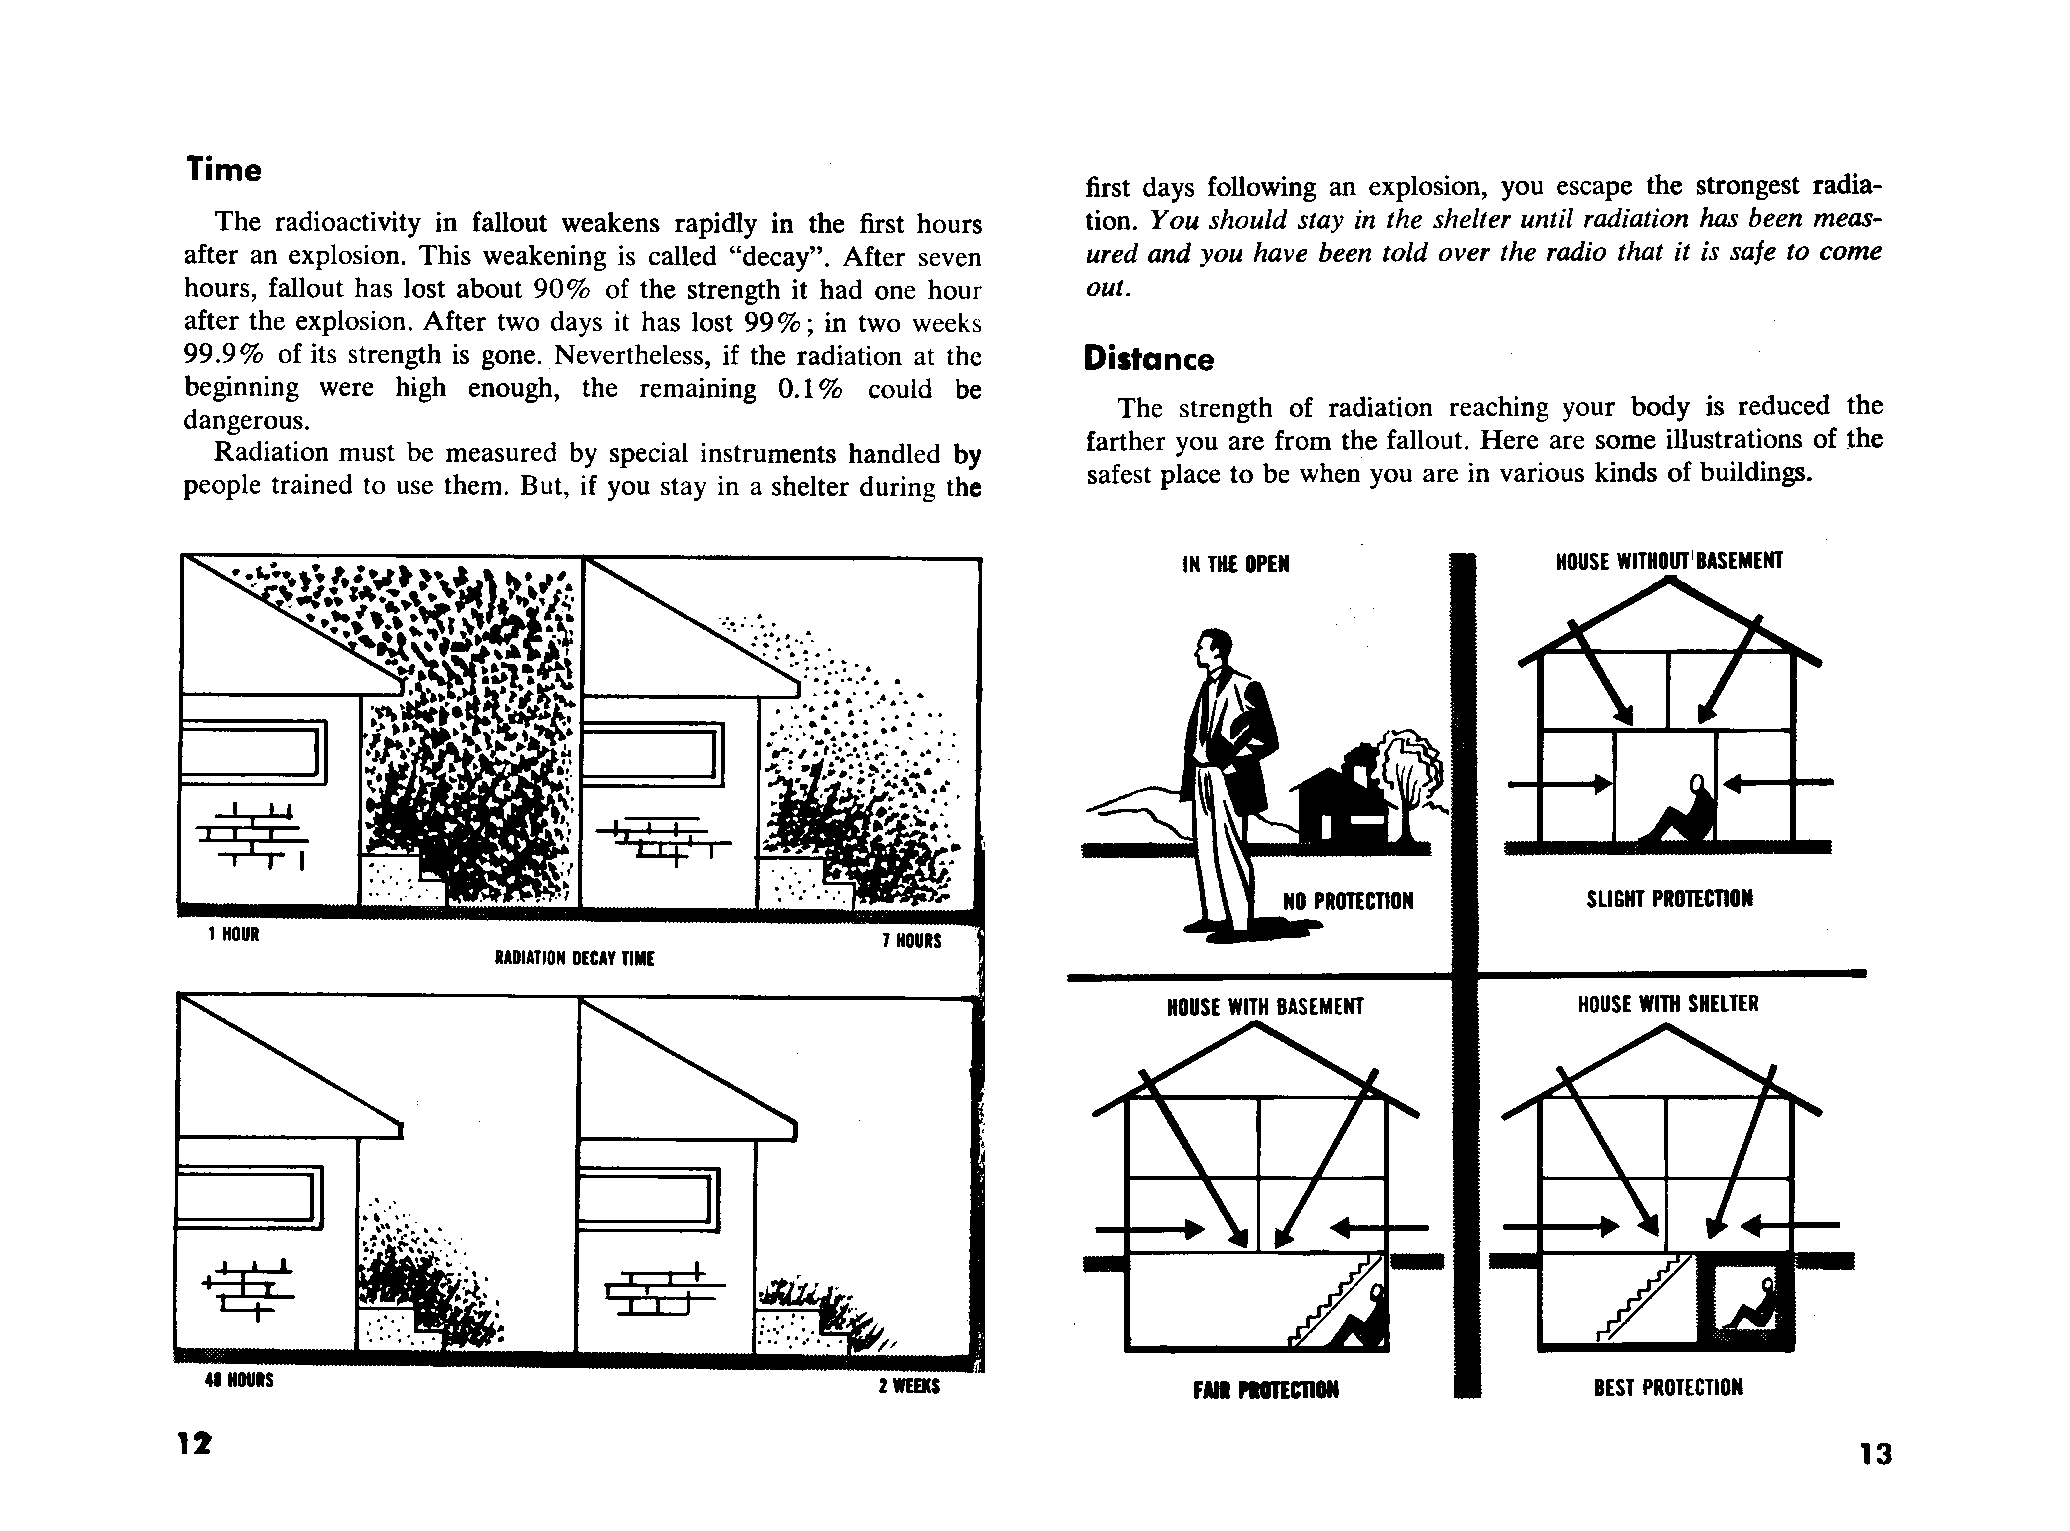 Time
The radioactivity in fallout weakens rapidly in the first hours
after an explosion. This weakening is called “decay”. After seven
hours, fallout has lost about 90% of the strength it had one hour
after the explosion. After two days it has lost 99%; in two weeks
99.9% of its strength is gone. Nevertheless, if the radiation at the
beginning were high enough, the remaining 0.1% could be
dangerous.
Radiation must be measured by special instruments handled by
people trained to use them. But, if you stay in a shelter during the
1 HOUR
7 HOURS
RADIATION DECAY TIME
48 HOURS
2 WEEKS
12
first days following an explosion, you escape the strongest radia-
tion. You should stay in the shelter until radiation has been meas-
ured and you have been told over the radio that it is safe to come
out.
Distance
The strength of radiation reaching your body is reduced the
farther you are from the fallout. Here are some illustrations of the
safest place to be when you are in various kinds of buildings.
IN THE OPEN
NO PROTECTION
HOUSE WITHOUT BASEMENT
SLIGHT PROTECTION
HOUSE WITH BASEMENT
FAIR PROTECTION
HOUSE WITH SHELTER
BEST PROTECTION
13